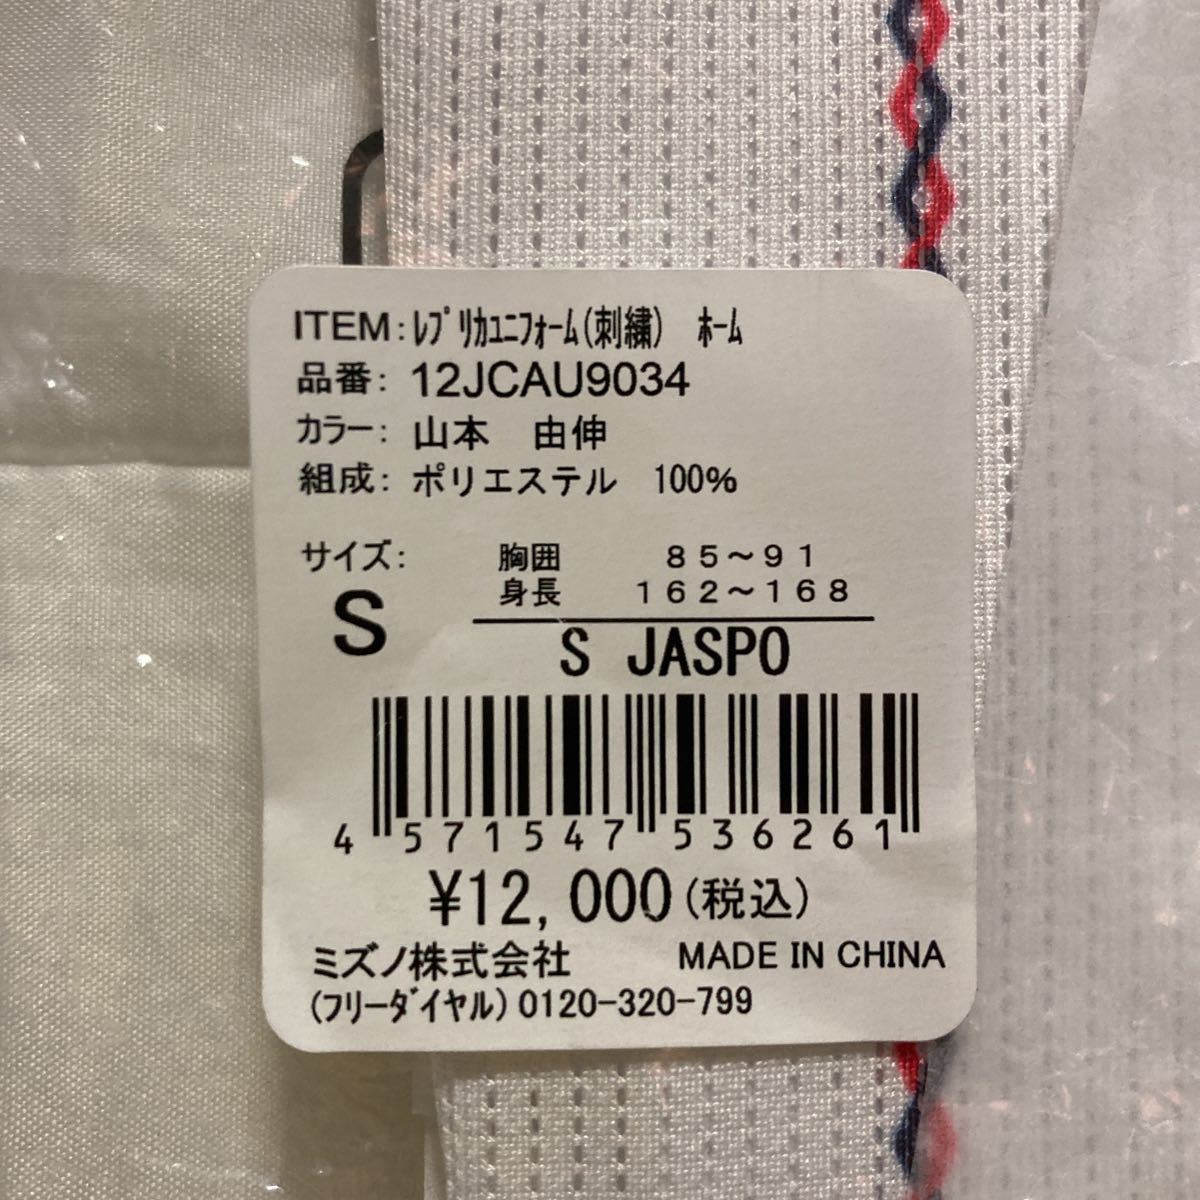 ITEM:ﾚﾌﾟﾘｶﾕﾆﾌｫｰﾑ(刺繍) ﾎｰﾑ
品番: 12JCAU9034
カラー: 山本 由伸
組成: ポリエステル 100%
サイズ: 胸囲 85～91
身長 162～168
S
S JASPO
4 571547 536261
¥12,000(税込)
ミズノ株式会社 MADE IN CHINA
(フリーダイヤル) 0120-320-799